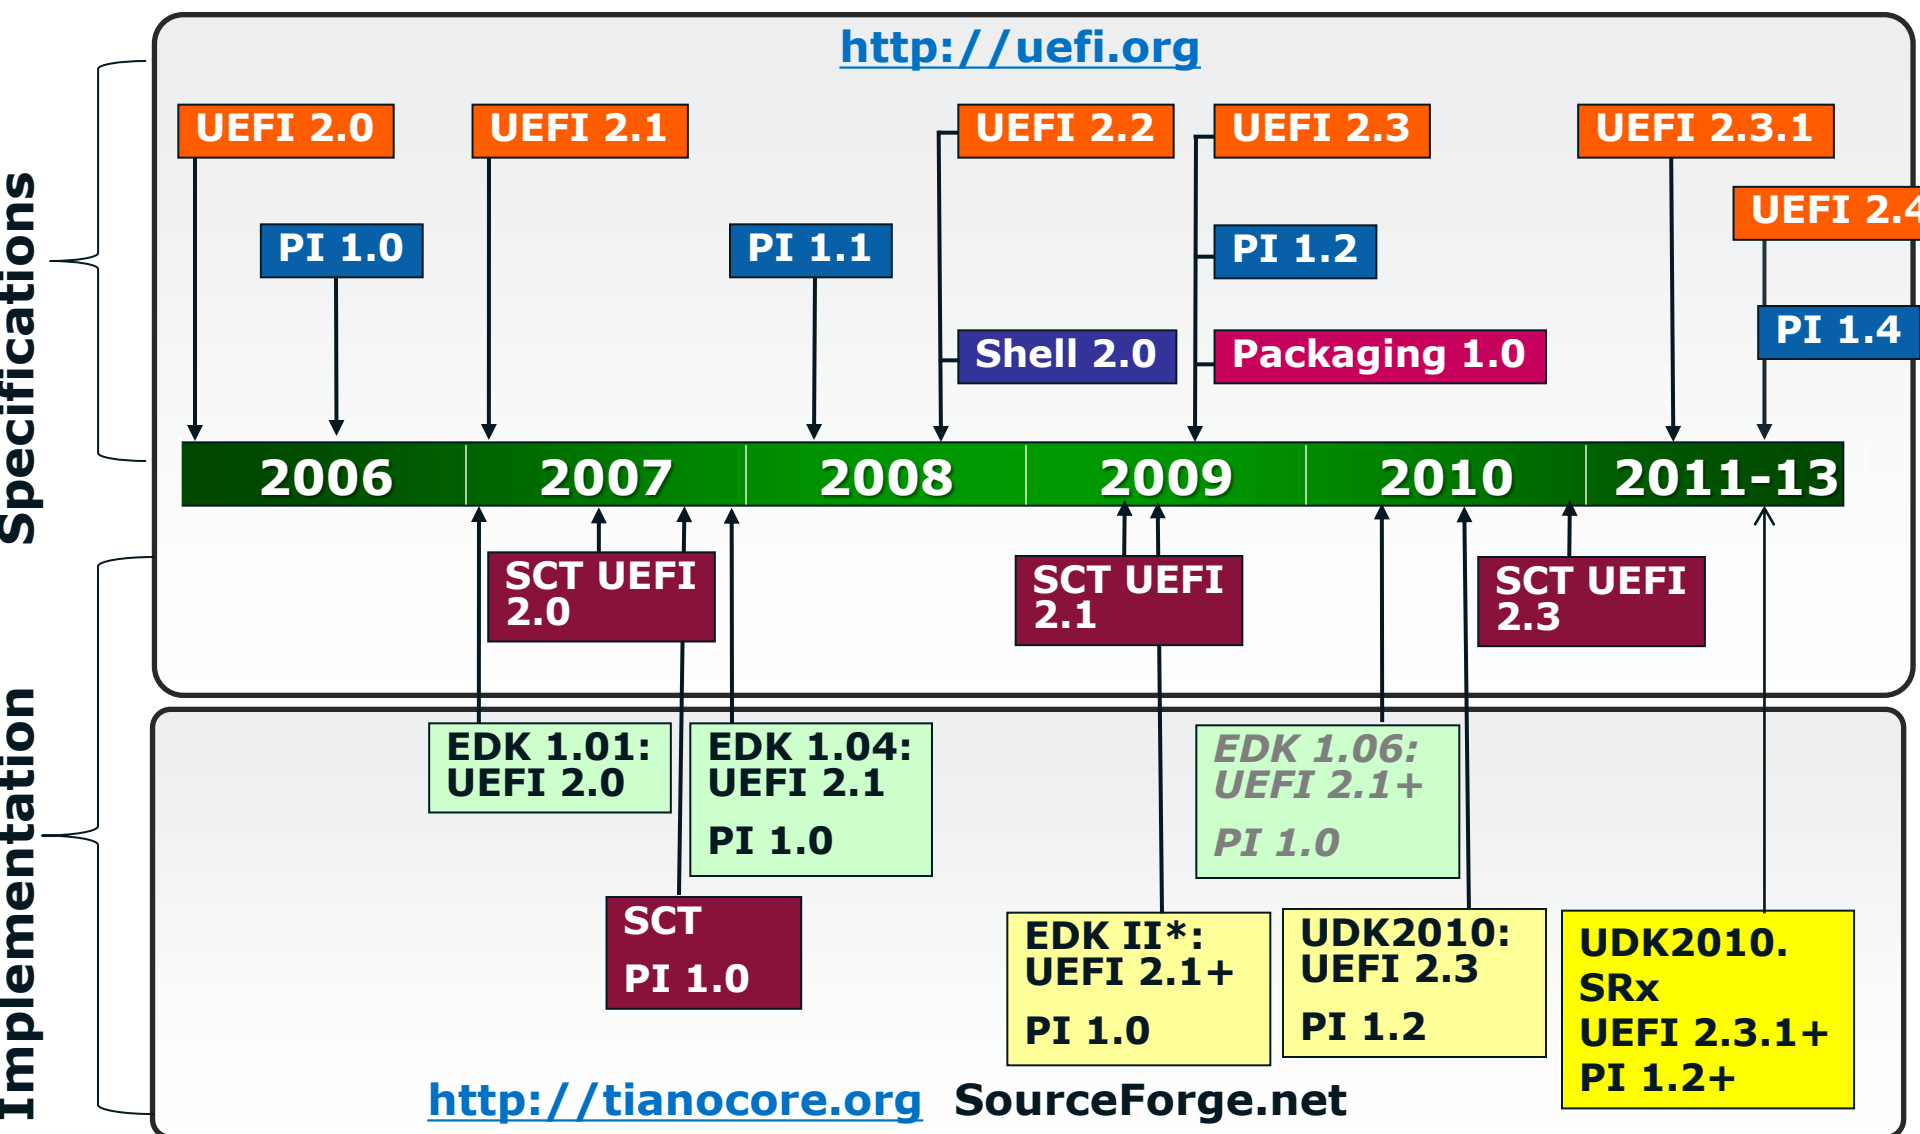 http://uefi.org
Specifications
UEFI 2.0
UEFI 2.1
UEFI 2.2
UEFI 2.3
UEFI 2.3.1
UEFI 2.4
PI 1.0
PI 1.1
PI 1.2
PI 1.4
Shell 2.0
Packaging 1.0
2006
2007
2008
2009
2010
2011-13
Implementation
SCT UEFI
2.0
SCT UEFI
2.1
SCT UEFI
2.3
EDK 1.01:
UEFI 2.0
EDK 1.04:
UEFI 2.1
PI 1.0
EDK 1.06:
UEFI 2.1+
PI 1.0
SCT
PI 1.0
EDK II*:
UEFI 2.1+
PI 1.0
UDK2010:
UEFI 2.3
PI 1.2
UDK2010.
SRx
UEFI 2.3.1+
PI 1.2+
http://tianocore.org SourceForge.net